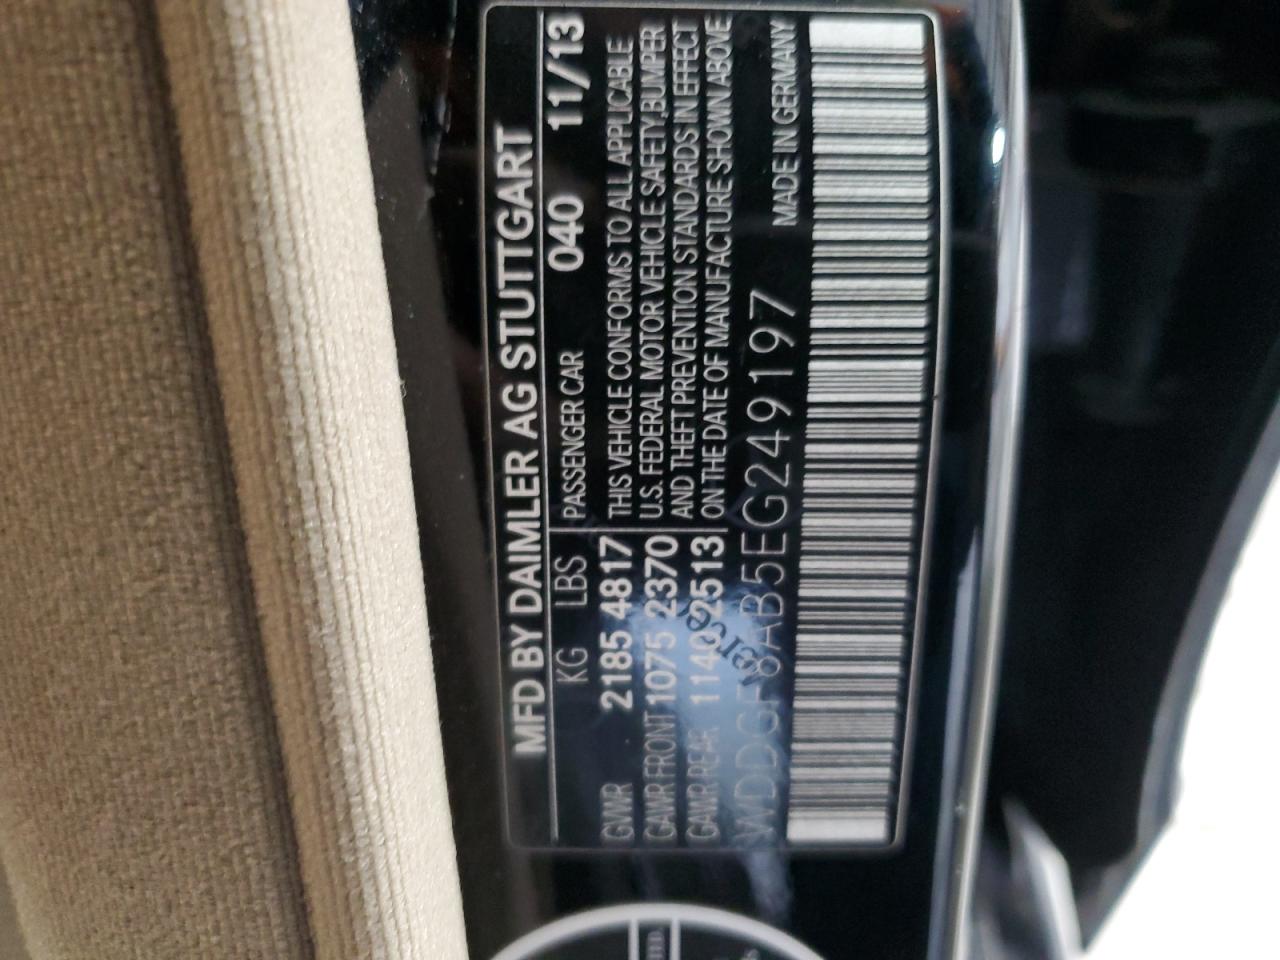 MFD BY DAIMLER AG STUTTGART
KG LBS PASSENGER CAR 040 11/13
GVWR 2185 4817
GAWR FRONT 1075 2370
GAWR REAR 1140 2513
THIS VEHICLE CONFORMS TO ALL APPLICABLE
U.S. FEDERAL MOTOR VEHICLE SAFETY,BUMPER
AND THEFT PREVENTION STANDARDS IN EFFECT
ON THE DATE OF MANUFACTURE SHOWN ABOVE
WDDGF8AB5EG249197 MADE IN GERMANY